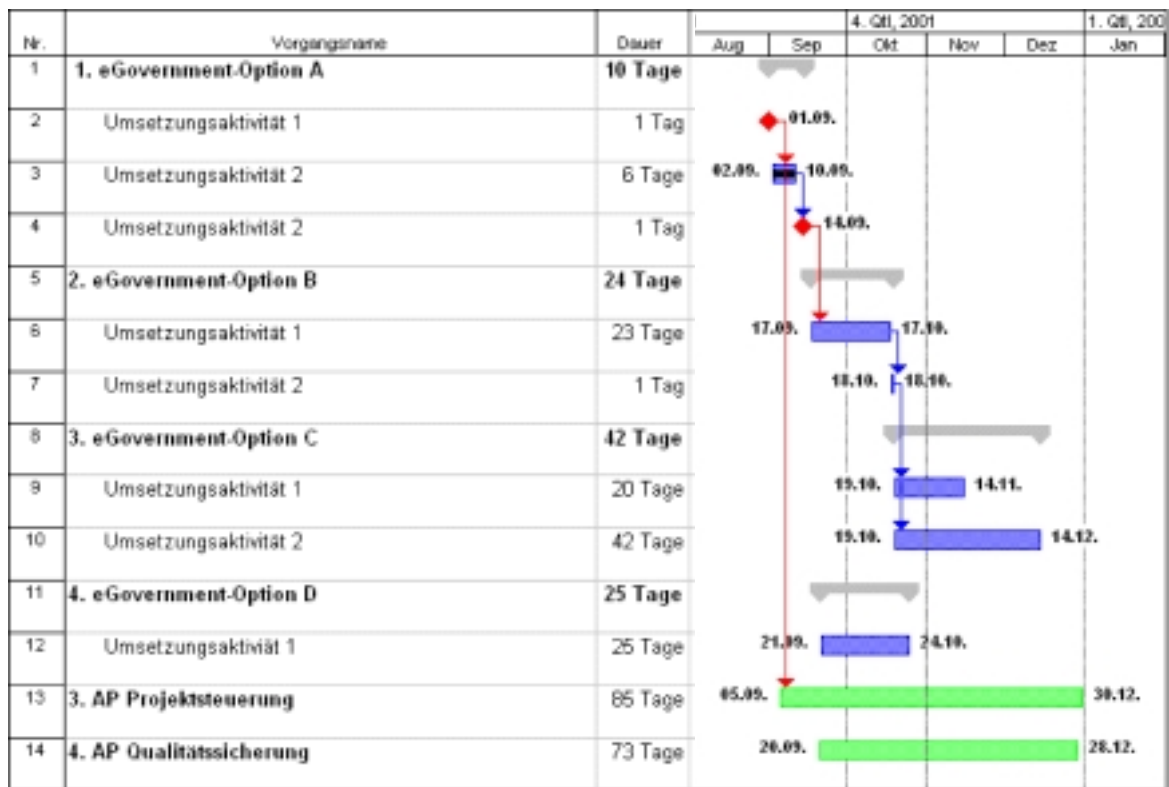 4. Qtl, 2001 1. Qtl, 200
Nr. Vorgangsname Dauer Aug Sep Okt Nov Dez Jan
1 1. eGovernment-Option A 10 Tage
2 Umsetzungsaktivität 1 1 Tag 01.09.
3 Umsetzungsaktivität 2 6 Tage 02.09. 10.09.
4 Umsetzungsaktivität 2 1 Tag 14.09.
5 2. eGovernment-Option B 24 Tage
6 Umsetzungsaktivität 1 23 Tage 17.09. 17.10.
7 Umsetzungsaktivität 2 1 Tag 18.10. 18.10.
8 3. eGovernment-Option C 42 Tage
9 Umsetzungsaktivität 1 20 Tage 19.10. 14.11.
10 Umsetzungsaktivität 2 42 Tage 19.10. 14.12.
11 4. eGovernment-Option D 25 Tage
12 Umsetzungsaktiviät 1 25 Tage 21.09. 24.10.
13 3. AP Projektsteuerung 85 Tage 05.09. 30.12.
14 4. AP Qualitätssicherung 73 Tage 20.09. 28.12.